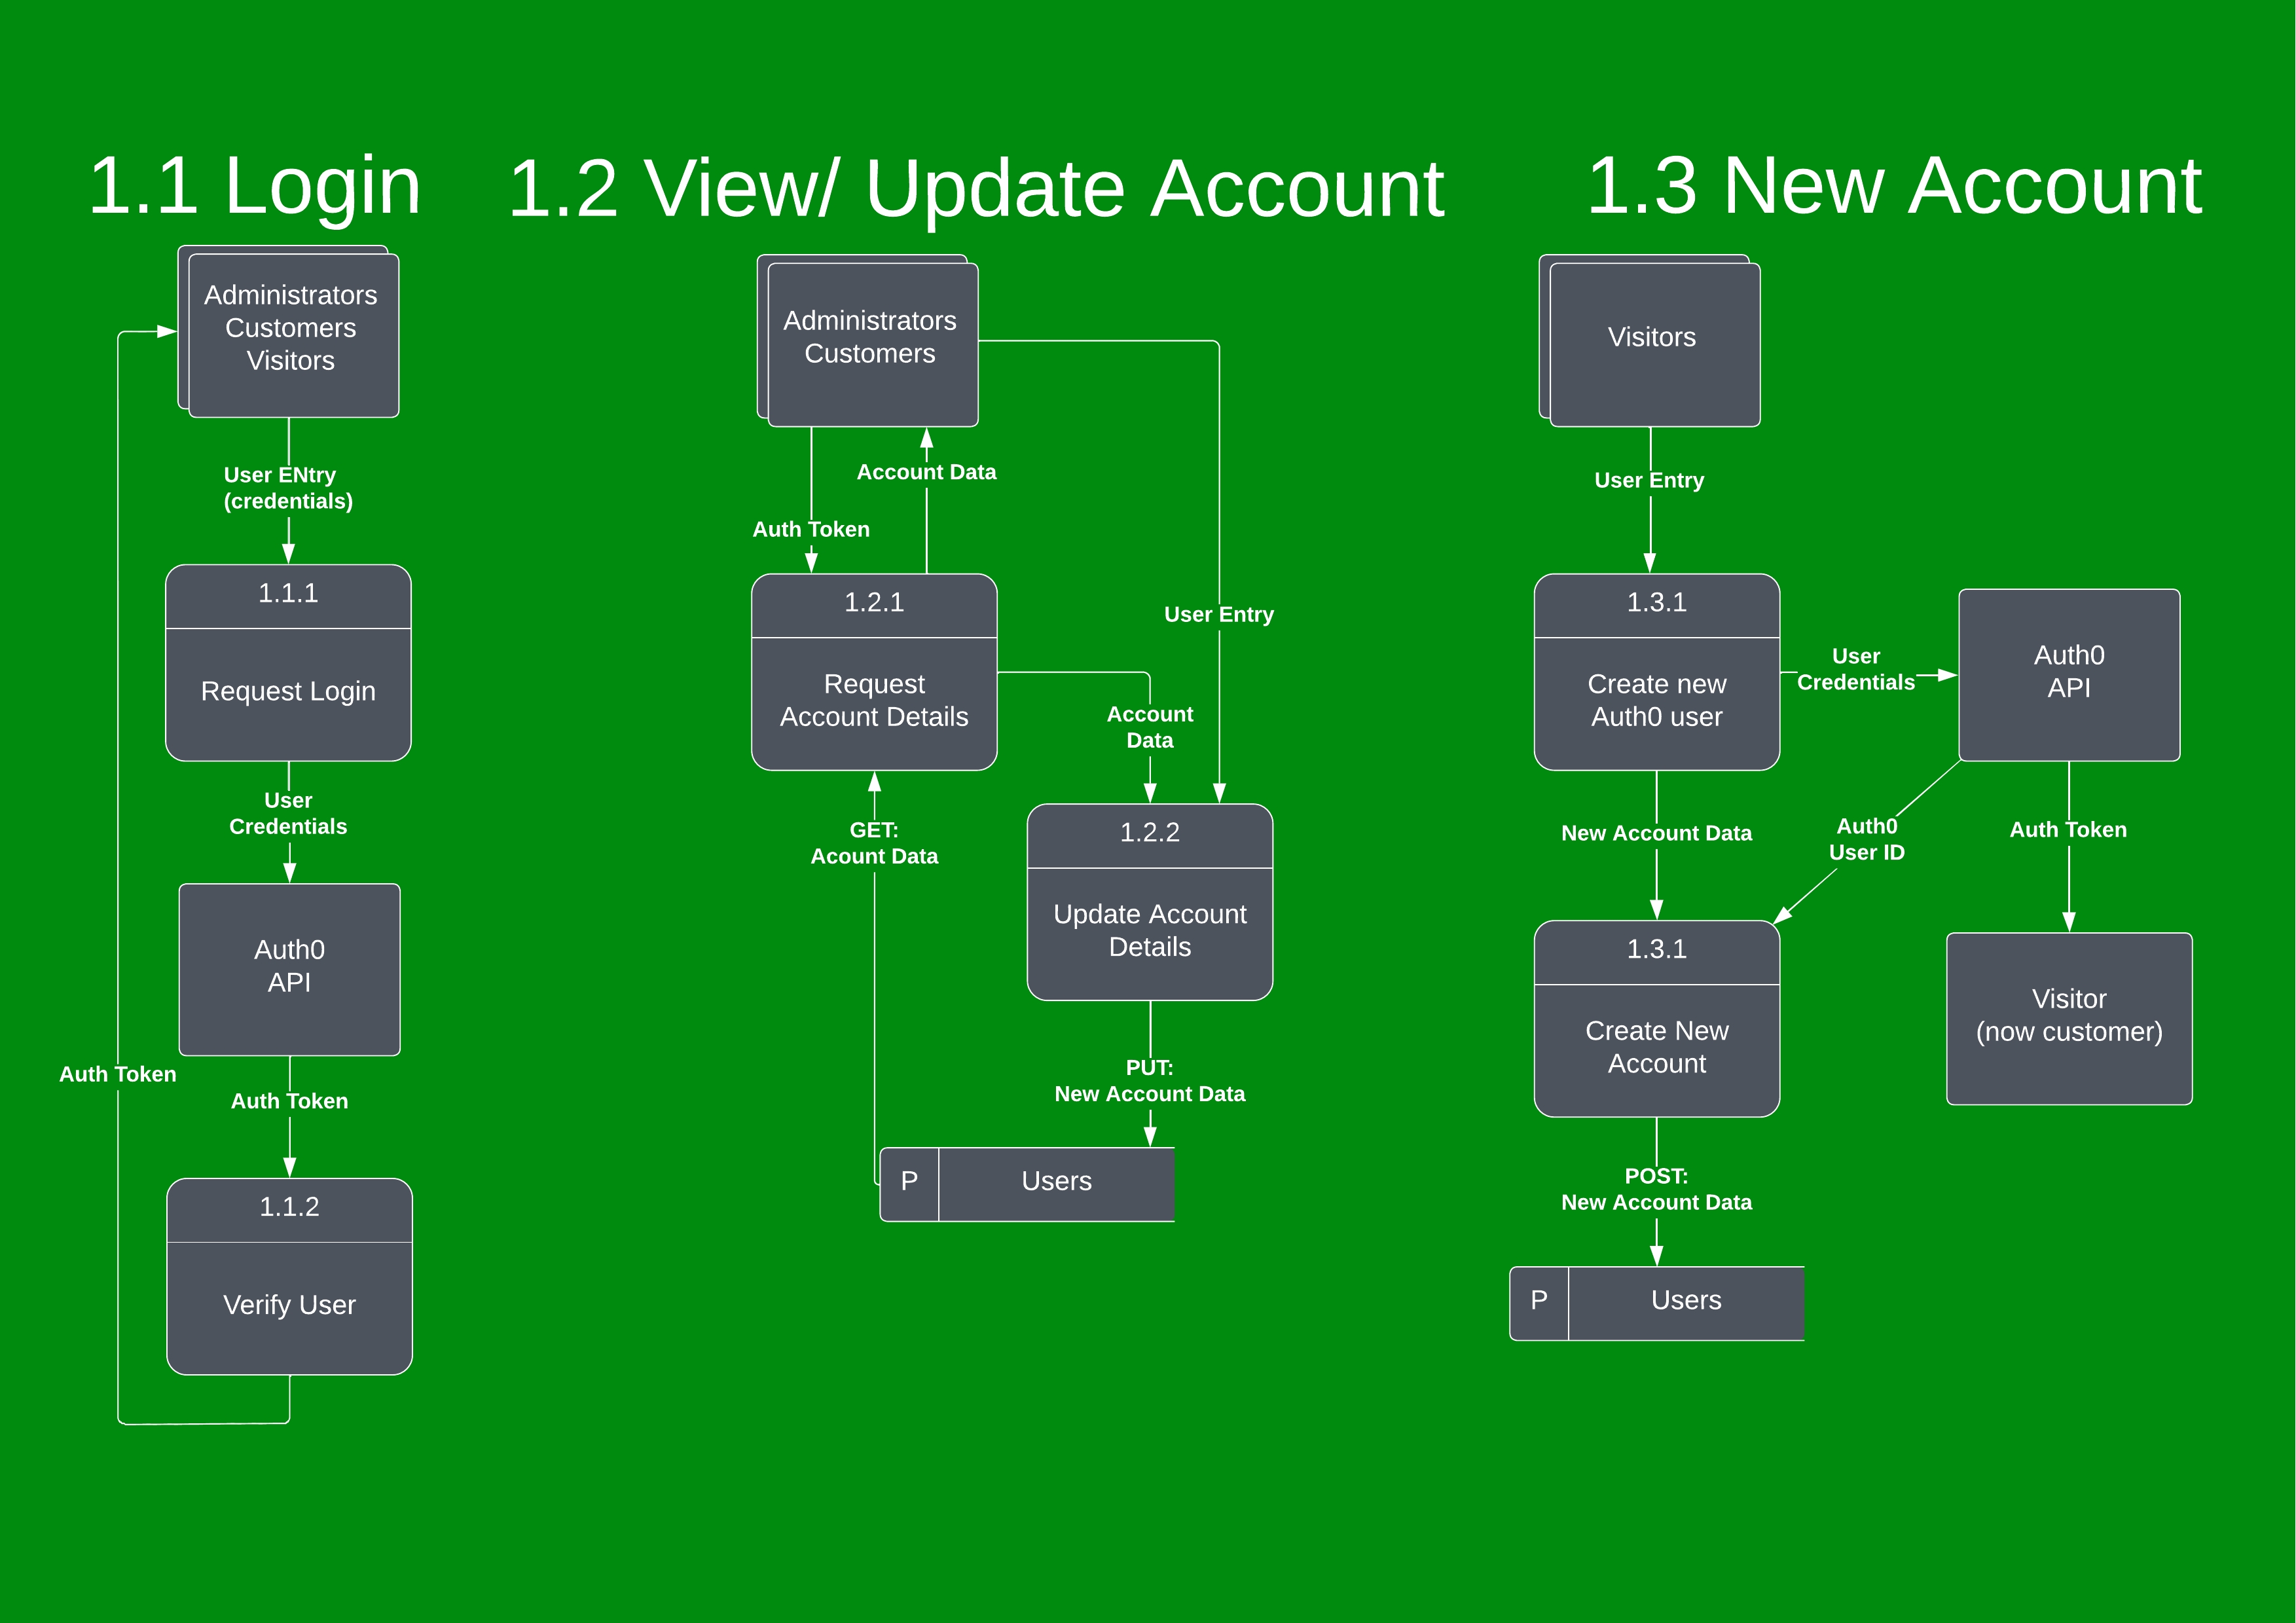 1.1 Login
1.2 View/ Update Account
1.3 New Account
Administrators
Customers
Visitors
User ENtry
(credentials)
1.1.1
Request Login
User
Credentials
Auth0
API
Auth Token
Auth Token
1.1.2
Verify User
Administrators
Customers
Account Data
Auth Token
User Entry
1.2.1
Request
Account Details
Account
Data
GET:
Acount Data
1.2.2
Update Account
Details
PUT:
New Account Data
P
Users
Visitors
User Entry
1.3.1
Create new
Auth0 user
User
Credentials
Auth0
API
New Account Data
Auth0
User ID
Auth Token
1.3.1
Create New
Account
Visitor
(now customer)
POST:
New Account Data
P
Users